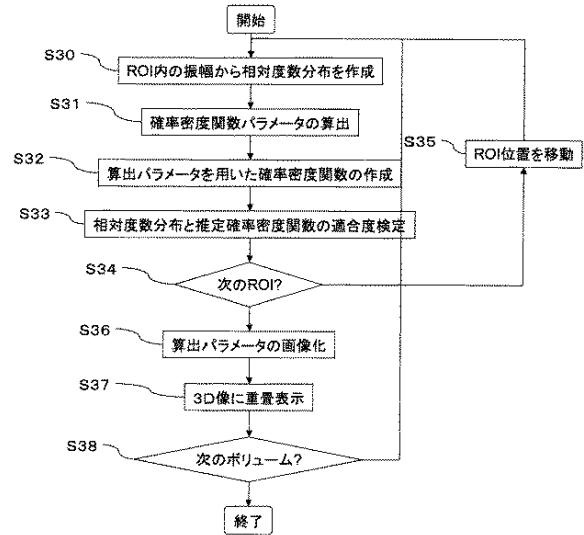 開始
S30
ROI内の振幅から相対度数分布を作成
S31
確率密度関数パラメータの算出
S35
ROI位置を移動
S32
算出パラメータを用いた確率密度関数の作成
S33
相対度数分布と推定確率密度関数の適合度検定
S34
次のROI?
S36
算出パラメータの画像化
S37
3D像に重畳表示
S38
次のボリューム?
終了